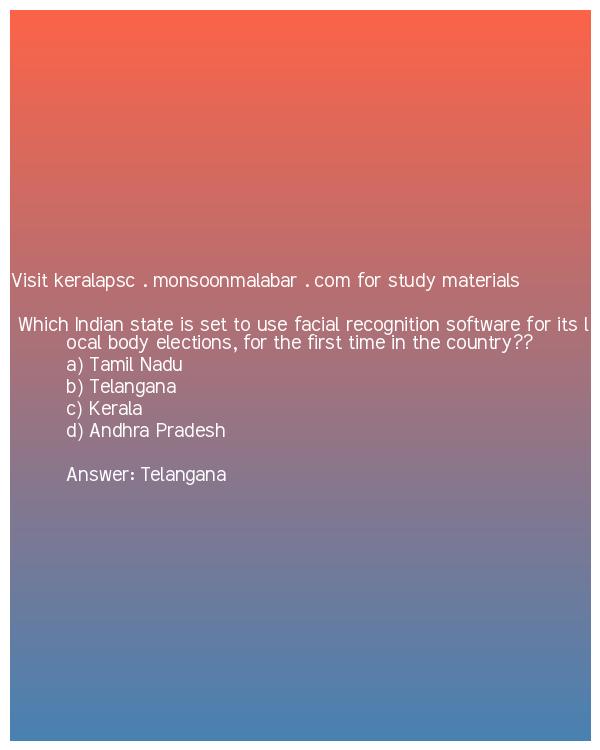 Visit keralapsc . monsoonmalabar . com for study materials
Which Indian state is set to use facial recognition software for its l
ocal body elections, for the first time in the country??
a) Tamil Nadu
b) Telangana
c) Kerala
d) Andhra Pradesh
Answer: Telangana